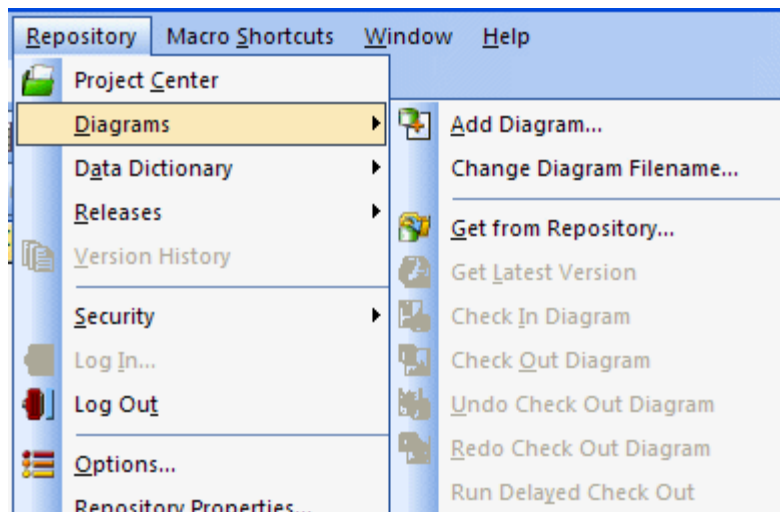 Repository Macro Shortcuts Window Help
Project Center
Diagrams
Data Dictionary
Releases
Version History
Security
Log In...
Log Out
Options...
Repository Properties...
Add Diagram...
Change Diagram Filename...
Get from Repository...
Get Latest Version
Check In Diagram
Check Out Diagram
Undo Check Out Diagram
Redo Check Out Diagram
Run Delayed Check Out